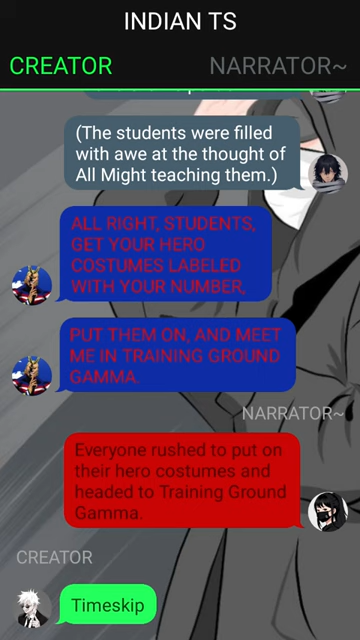 INDIAN TS
CREATOR
NARRATOR~
(The students were filled
with awe at the thought of
All Might teaching them.)
ALL RIGHT, STUDENTS,
GET YOUR HERO
COSTUMES LABELED
WITH YOUR NUMBER,
PUT THEM ON, AND MEET
ME IN TRAINING GROUND
GAMMA.
NARRATOR~
Everyone rushed to put on
their hero costumes and
headed to Training Ground
Gamma.
CREATOR
Timeskip